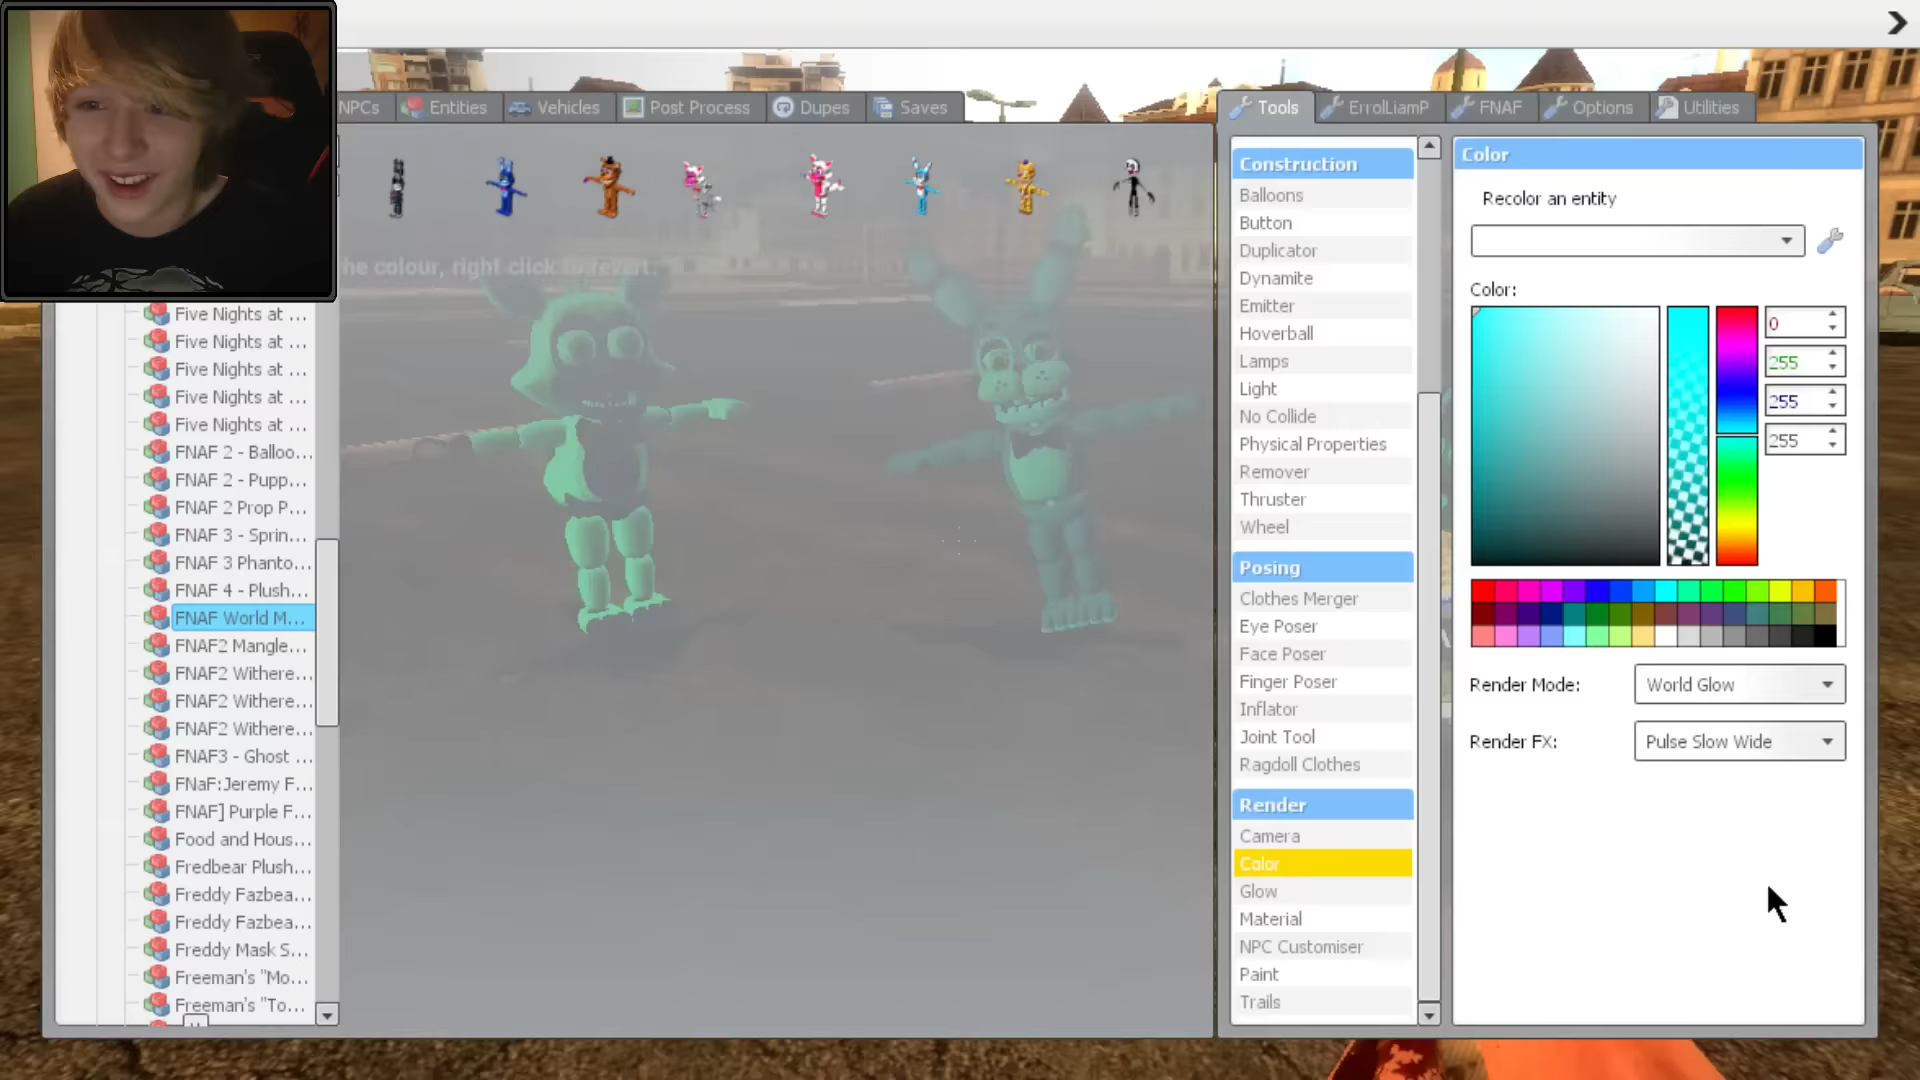 NPCs
Entities
Vehicles
Post Process
Dupes
Saves
Tools
ErrolLiamP
FNAF
Options
Utilities
he colour, right click to revert.
Five Nights at ...
Five Nights at ...
Five Nights at ...
Five Nights at ...
Five Nights at ...
FNAF 2 - Balloo...
FNAF 2 - Pupp...
FNAF 2 Prop P...
FNAF 3 - Sprin...
FNAF 3 Phanto...
FNAF 4 - Plush...
FNAF World M...
FNAF2 Mangle...
FNAF2 Withere...
FNAF2 Withere...
FNAF2 Withere...
FNAF3 - Ghost ...
FNaF:Jeremy F...
FNAF] Purple F...
Food and Hous...
Fredbear Plush...
Freddy Fazbea...
Freddy Fazbea...
Freddy Mask S...
Freeman's "Mo...
Freeman's "To...
Construction
Balloons
Button
Duplicator
Dynamite
Emitter
Hoverball
Lamps
Light
No Collide
Physical Properties
Remover
Thruster
Wheel
Posing
Clothes Merger
Eye Poser
Face Poser
Finger Poser
Inflator
Joint Tool
Ragdoll Clothes
Render
Camera
Color
Glow
Material
NPC Customiser
Paint
Trails
Color
Recolor an entity
Color:
0
255
255
255
Render Mode: World Glow
Render FX: Pulse Slow Wide